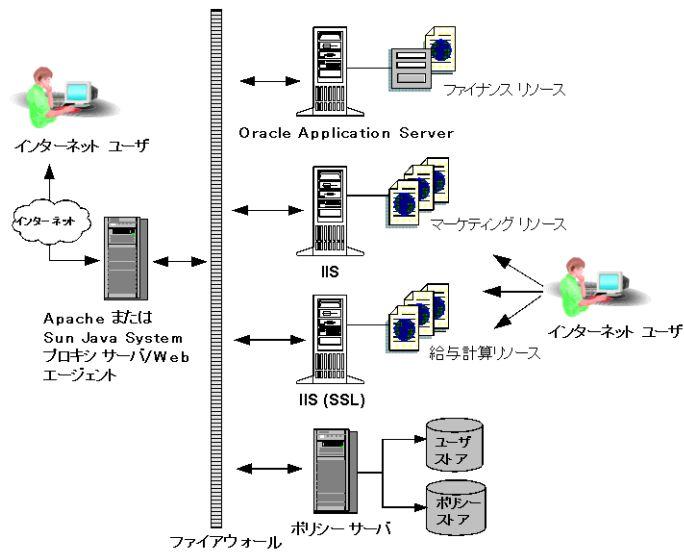 ファイナンス リソース
Oracle Application Server
インターネット ユーザ
インターネット
マーケティング リソース
IIS
Apache または
Sun Java System
プロキシ サーバ/Web
エージェント
インターネット ユーザ
給与計算リソース
IIS (SSL)
ユーザ
ストア
ポリシー
ストア
ポリシー サーバ
ファイアウォール